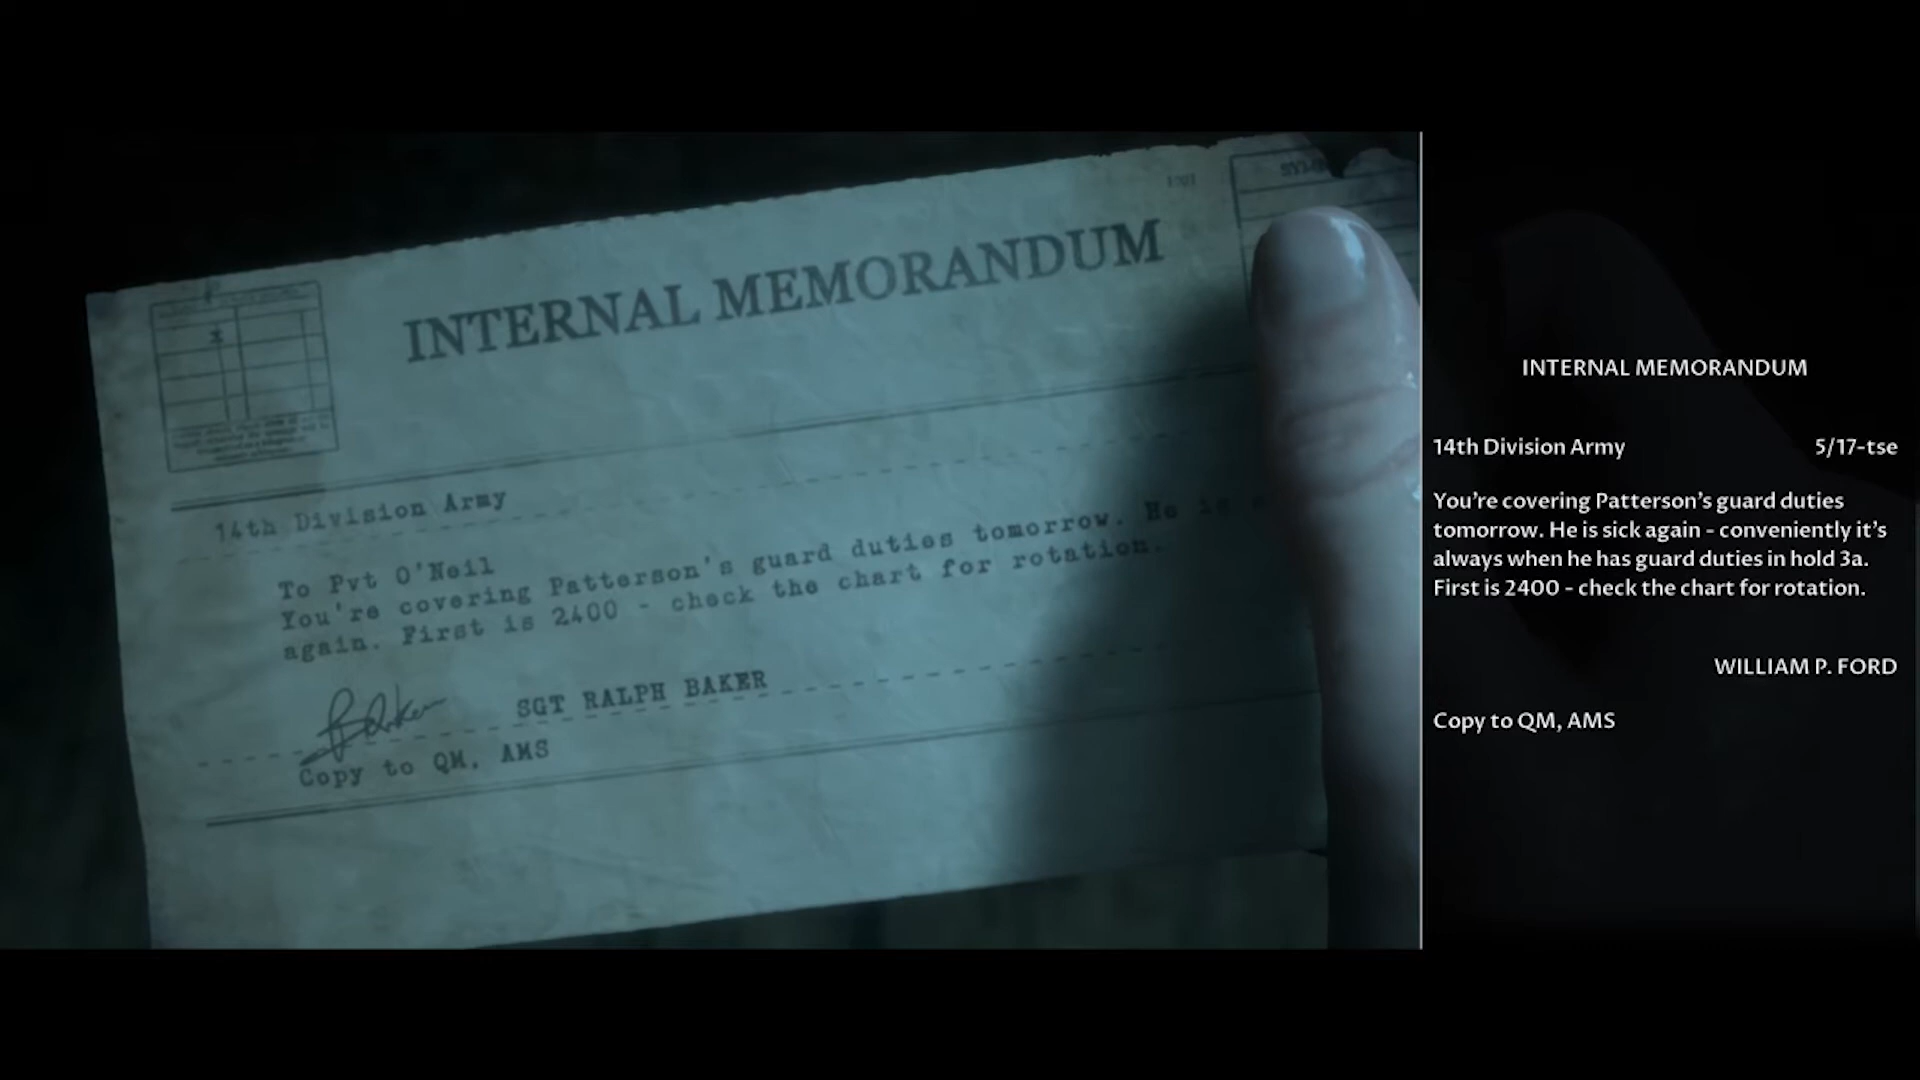 INTERNAL MEMORANDUM
14th Division Army
To Pvt O'Neil
You're covering Patterson's guard duties tomorrow. He is
again. First is 2400 - check the chart for rotation.
SGT RALPH BAKER
Copy to QM, AMS
INTERNAL MEMORANDUM
14th Division Army 5/17-tse
You're covering Patterson's guard duties
tomorrow. He is sick again - conveniently it's
always when he has guard duties in hold 3a.
First is 2400 - check the chart for rotation.
WILLIAM P. FORD
Copy to QM, AMS